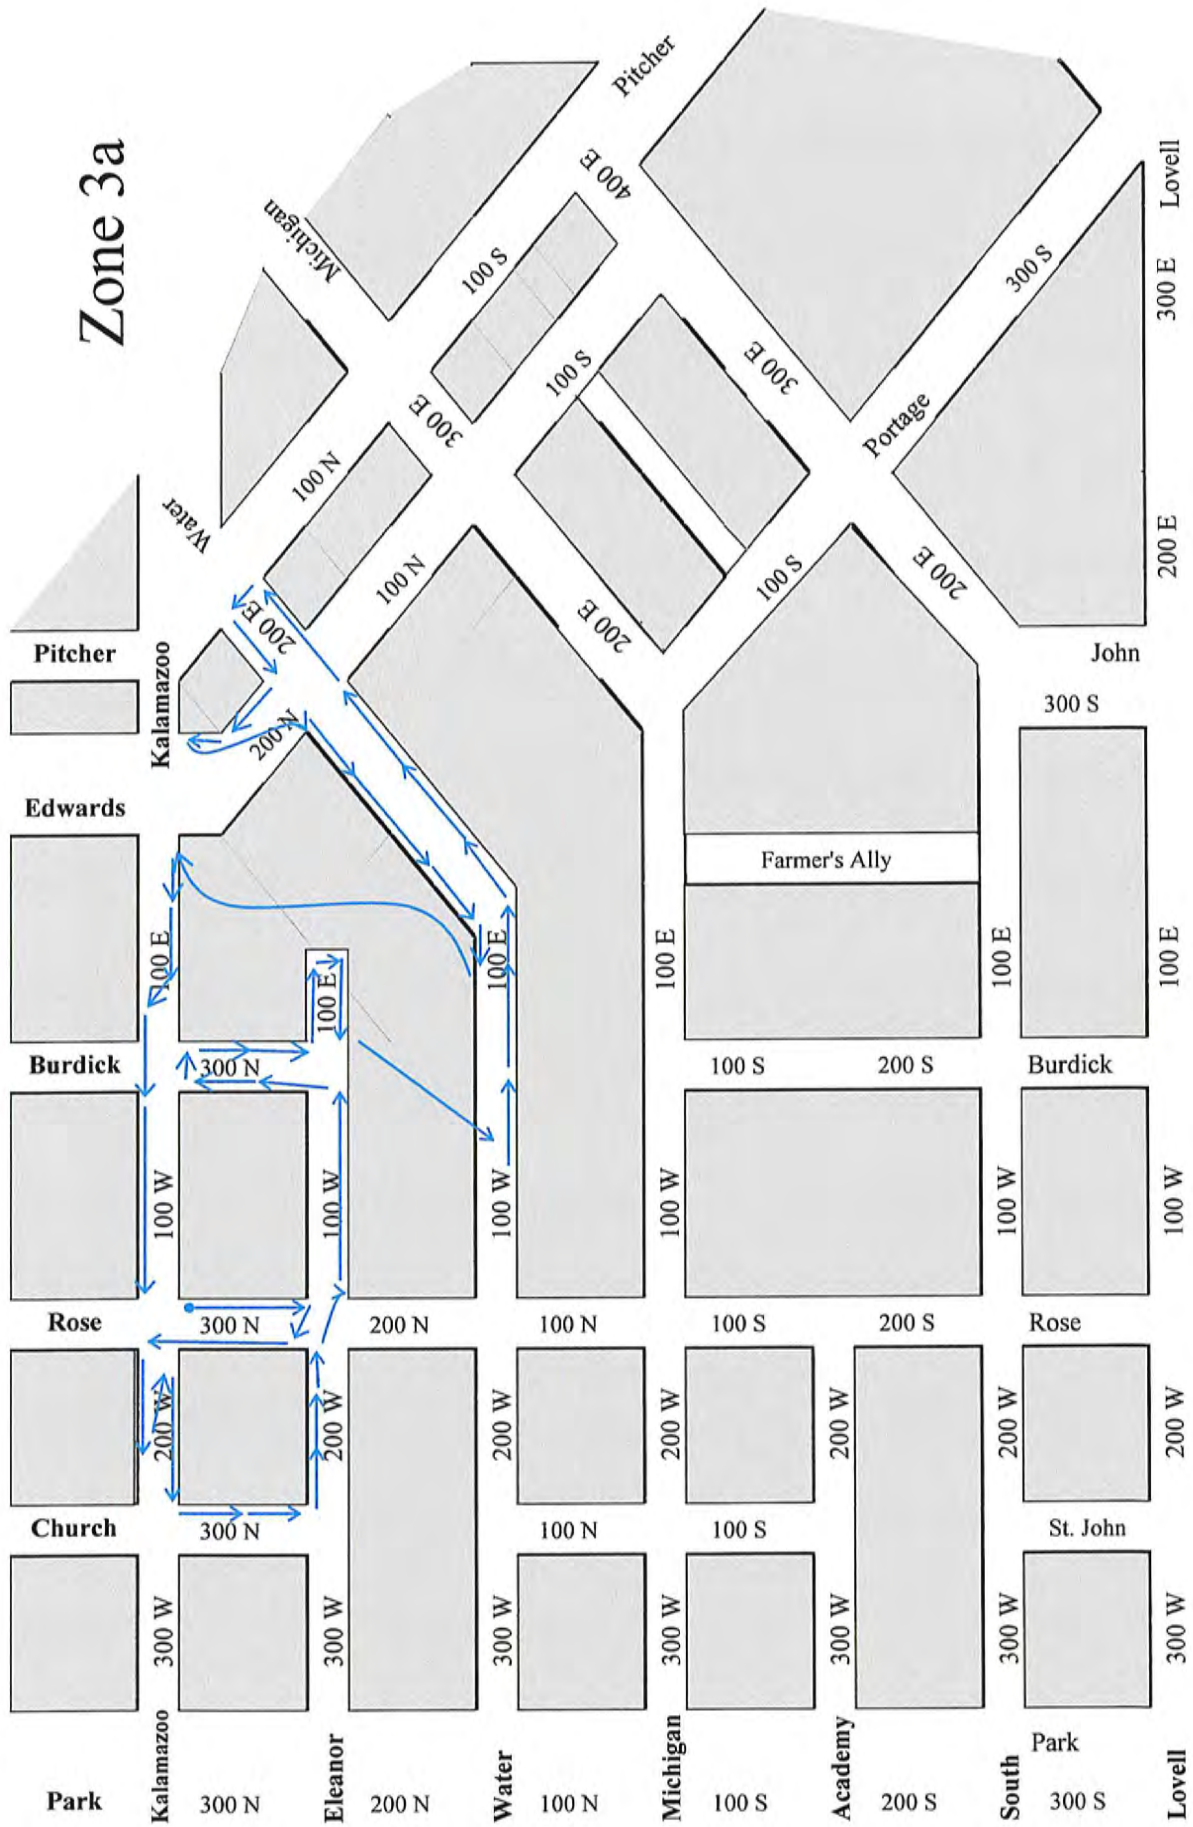 Zone 3a
Pitcher
Michigan
400 E
100 S
Lovell
300 S
300 E
300 E
100 S
300 E
Portage
100 N
Water
200 E
100 N
200 E
100 S
200 E
200 E
Pitcher
Kalamazoo
John
200 N
300 S
Edwards
Farmer's Ally
100 E
100 E
100 E
100 E
100 E
100 E
Burdick
300 N
100 S
200 S
Burdick
100 W
100 W
100 W
100 W
100 W
100 W
Rose
300 N
200 N
100 N
100 S
200 S
Rose
200 W
200 W
200 W
200 W
200 W
200 W
200 W
Church
300 N
100 N
100 S
St. John
300 W
300 W
300 W
300 W
300 W
300 W
300 W
Park
Kalamazoo
Eleanor
Water
Michigan
Academy
South
Lovell
Park
300 N
200 N
100 N
100 S
200 S
300 S